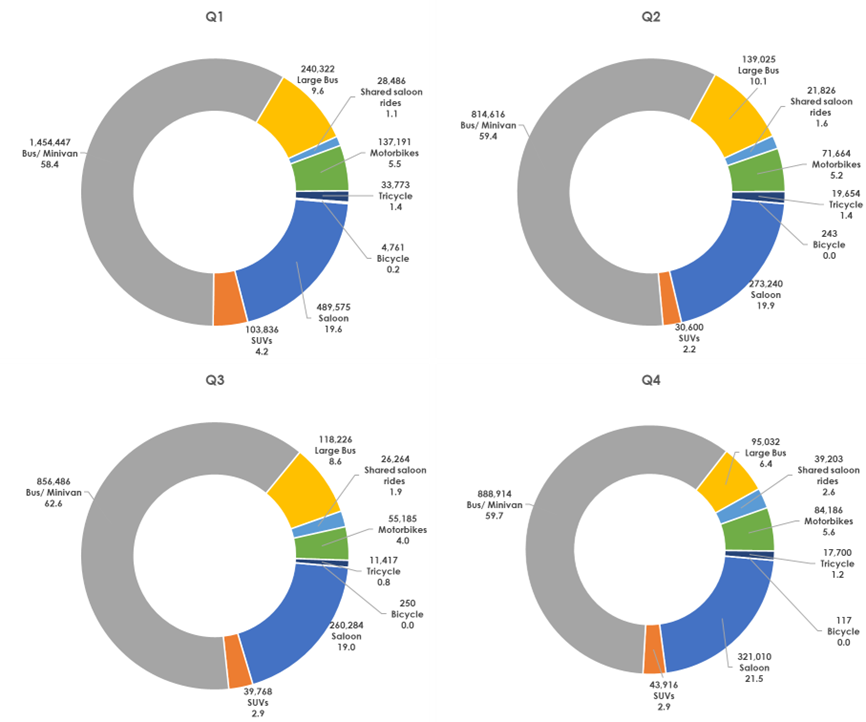 Q1
240,322
Large Bus
9.6
28,486
Shared saloon
rides
1.1
137,191
Motorbikes
5.5
33,773
Tricycle
1.4
4,761
Bicycle
0.2
489,575
Saloon
19.6
103,836
SUVs
4.2
1,454,447
Bus/ Minivan
58.4
Q2
139,025
Large Bus
10.1
21,826
Shared saloon
rides
1.6
71,664
Motorbikes
5.2
19,654
Tricycle
1.4
243
Bicycle
0.0
273,240
Saloon
19.9
30,600
SUVs
2.2
814,616
Bus/ Minivan
59.4
Q3
118,226
Large Bus
8.6
26,264
Shared saloon
rides
1.9
55,185
Motorbikes
4.0
11,417
Tricycle
0.8
250
Bicycle
0.0
260,284
Saloon
19.0
39,768
SUVs
2.9
856,486
Bus/ Minivan
62.6
Q4
95,032
Large Bus
6.4
39,203
Shared saloon
rides
2.6
84,186
Motorbikes
5.6
17,700
Tricycle
1.2
117
Bicycle
0.0
321,010
Saloon
21.5
43,916
SUVs
2.9
888,914
Bus/ Minivan
59.7